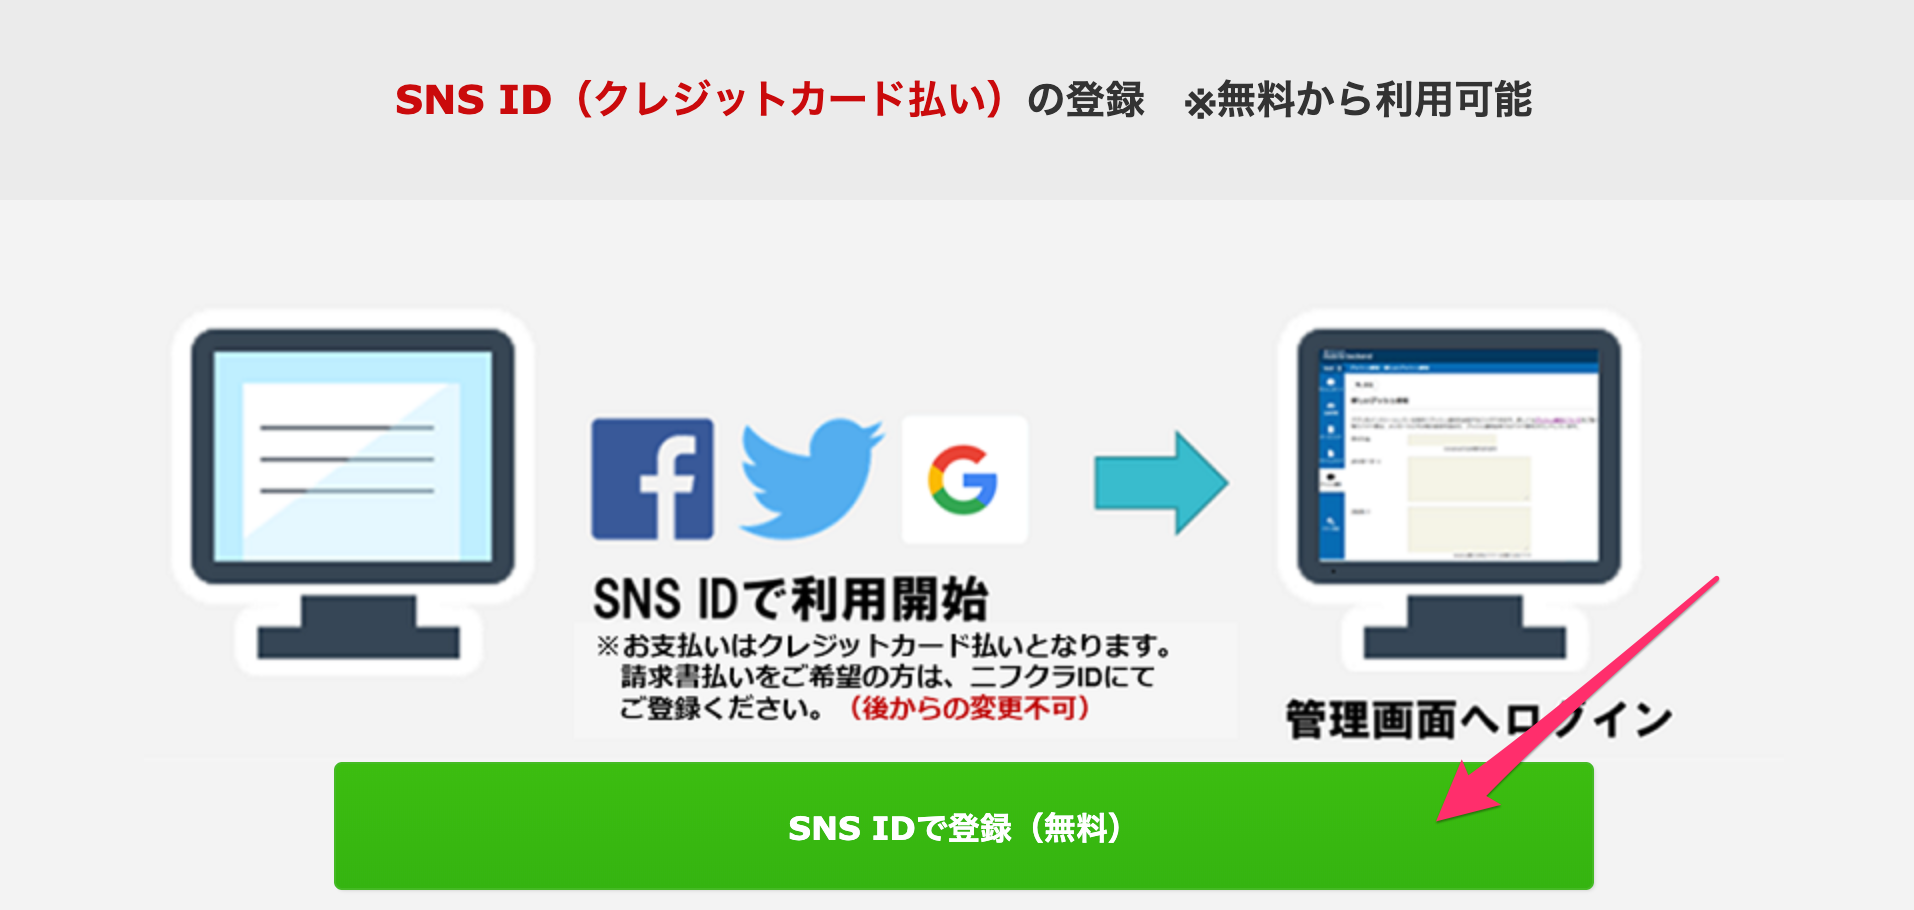 SNS ID（クレジットカード払い）の登録　※無料から利用可能
SNS IDで利用開始
※お支払いはクレジットカード払いとなります。
請求書払いをご希望の方は、ニフクラIDにて
ご登録ください。（後からの変更不可）
管理画面へログイン
SNS IDで登録（無料）